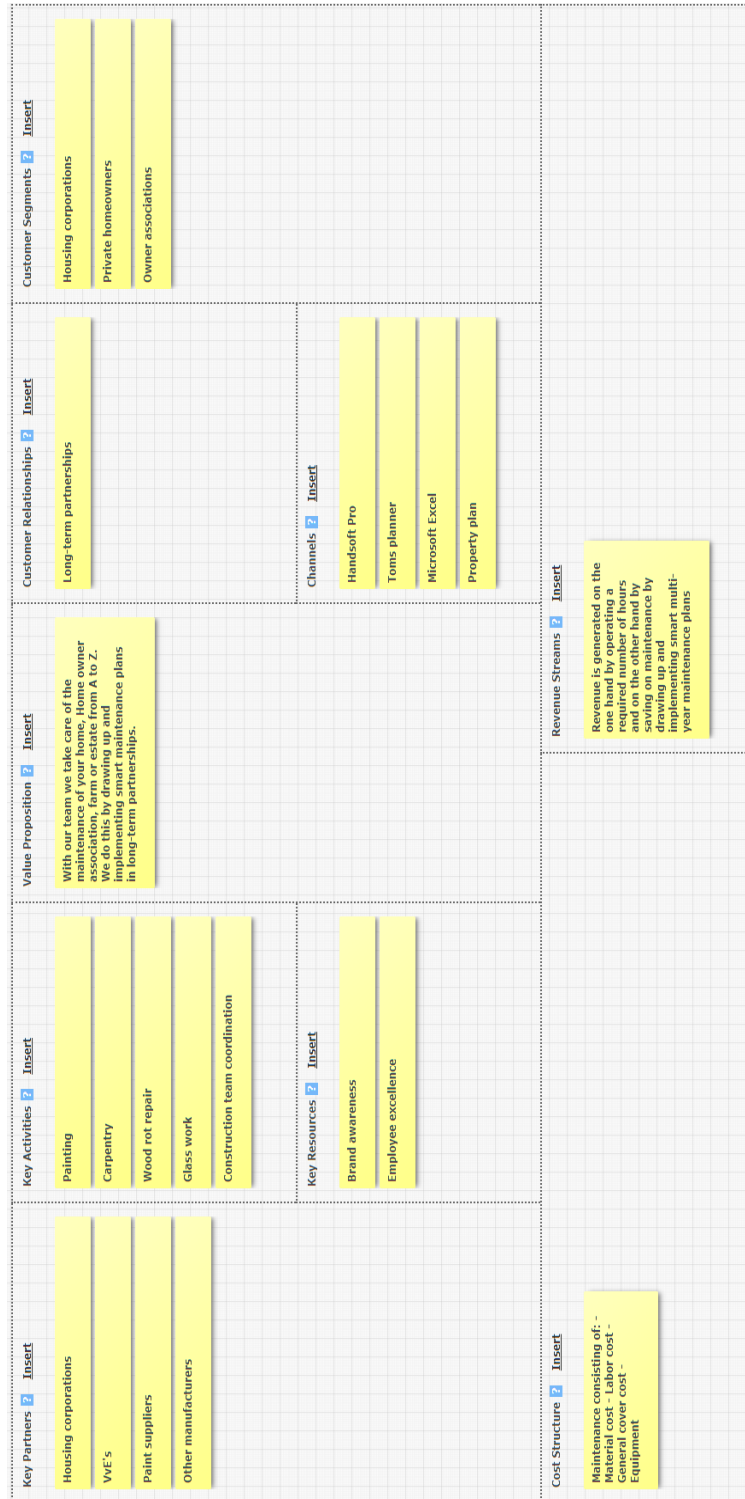 Key Partners ? Insert
Housing corporations
VvE's
Paint suppliers
Other manufacturers
Key Activities ? Insert
Painting
Carpentry
Wood rot repair
Glass work
Construction team coordination
Key Resources ? Insert
Brand awareness
Employee excellence
Value Proposition ? Insert
With our team we take care of the
maintenance of your home, Home owner
association, farm or estate from A to Z.
We do this by drawing up and
implementing smart maintenance plans
in long-term partnerships.
Customer Relationships ? Insert
Long-term partnerships
Channels ? Insert
Handsoft Pro
Toms planner
Microsoft Excel
Property plan
Customer Segments ? Insert
Housing corporations
Private homeowners
Owner associations
Cost Structure ? Insert
Maintenance consisting of: -
Material cost - Labor cost -
General cover cost -
Equipment
Revenue Streams ? Insert
Revenue is generated on the
one hand by operating a
required number of hours
and on the other hand by
saving on maintenance by
drawing up and
implementing smart multi-
year maintenance plans